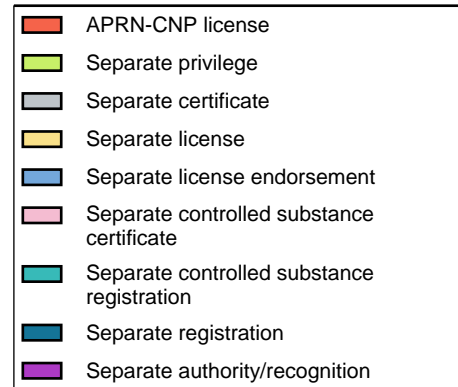 APRN-CNP license
Separate privilege
Separate certificate
Separate license
Separate license endorsement
Separate controlled substance
certificate
Separate controlled substance
registration
Separate registration
Separate authority/recognition